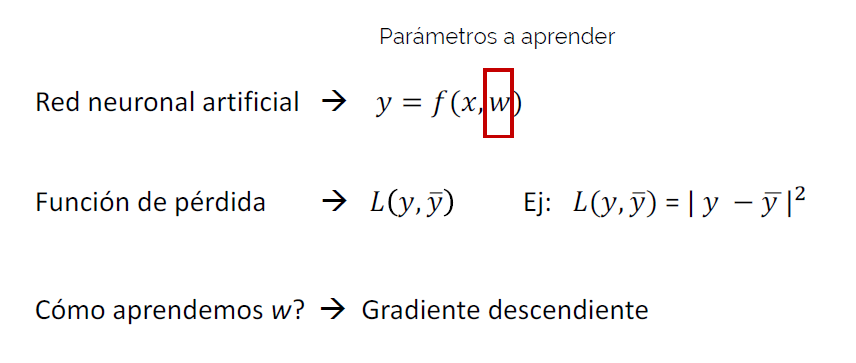 Parámetros a aprender
Red neuronal artificial → y = f(x, w)
Función de pérdida → L(y, ȳ) Ej: L(y, ȳ) = | y − ȳ |²
Cómo aprendemos w? → Gradiente descendiente